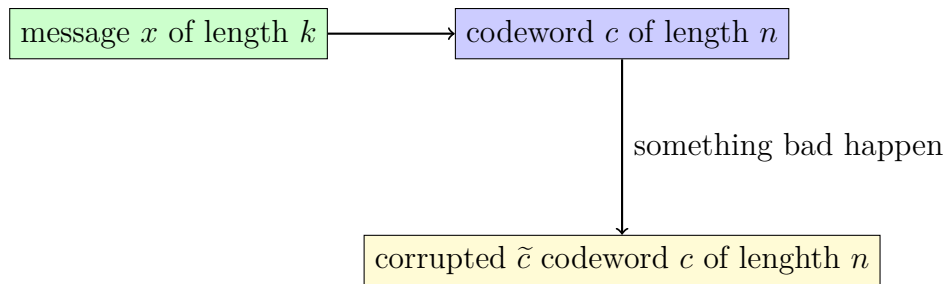 message x of length k
codeword c of length n
something bad happen
corrupted c̃ codeword c of lenghth n